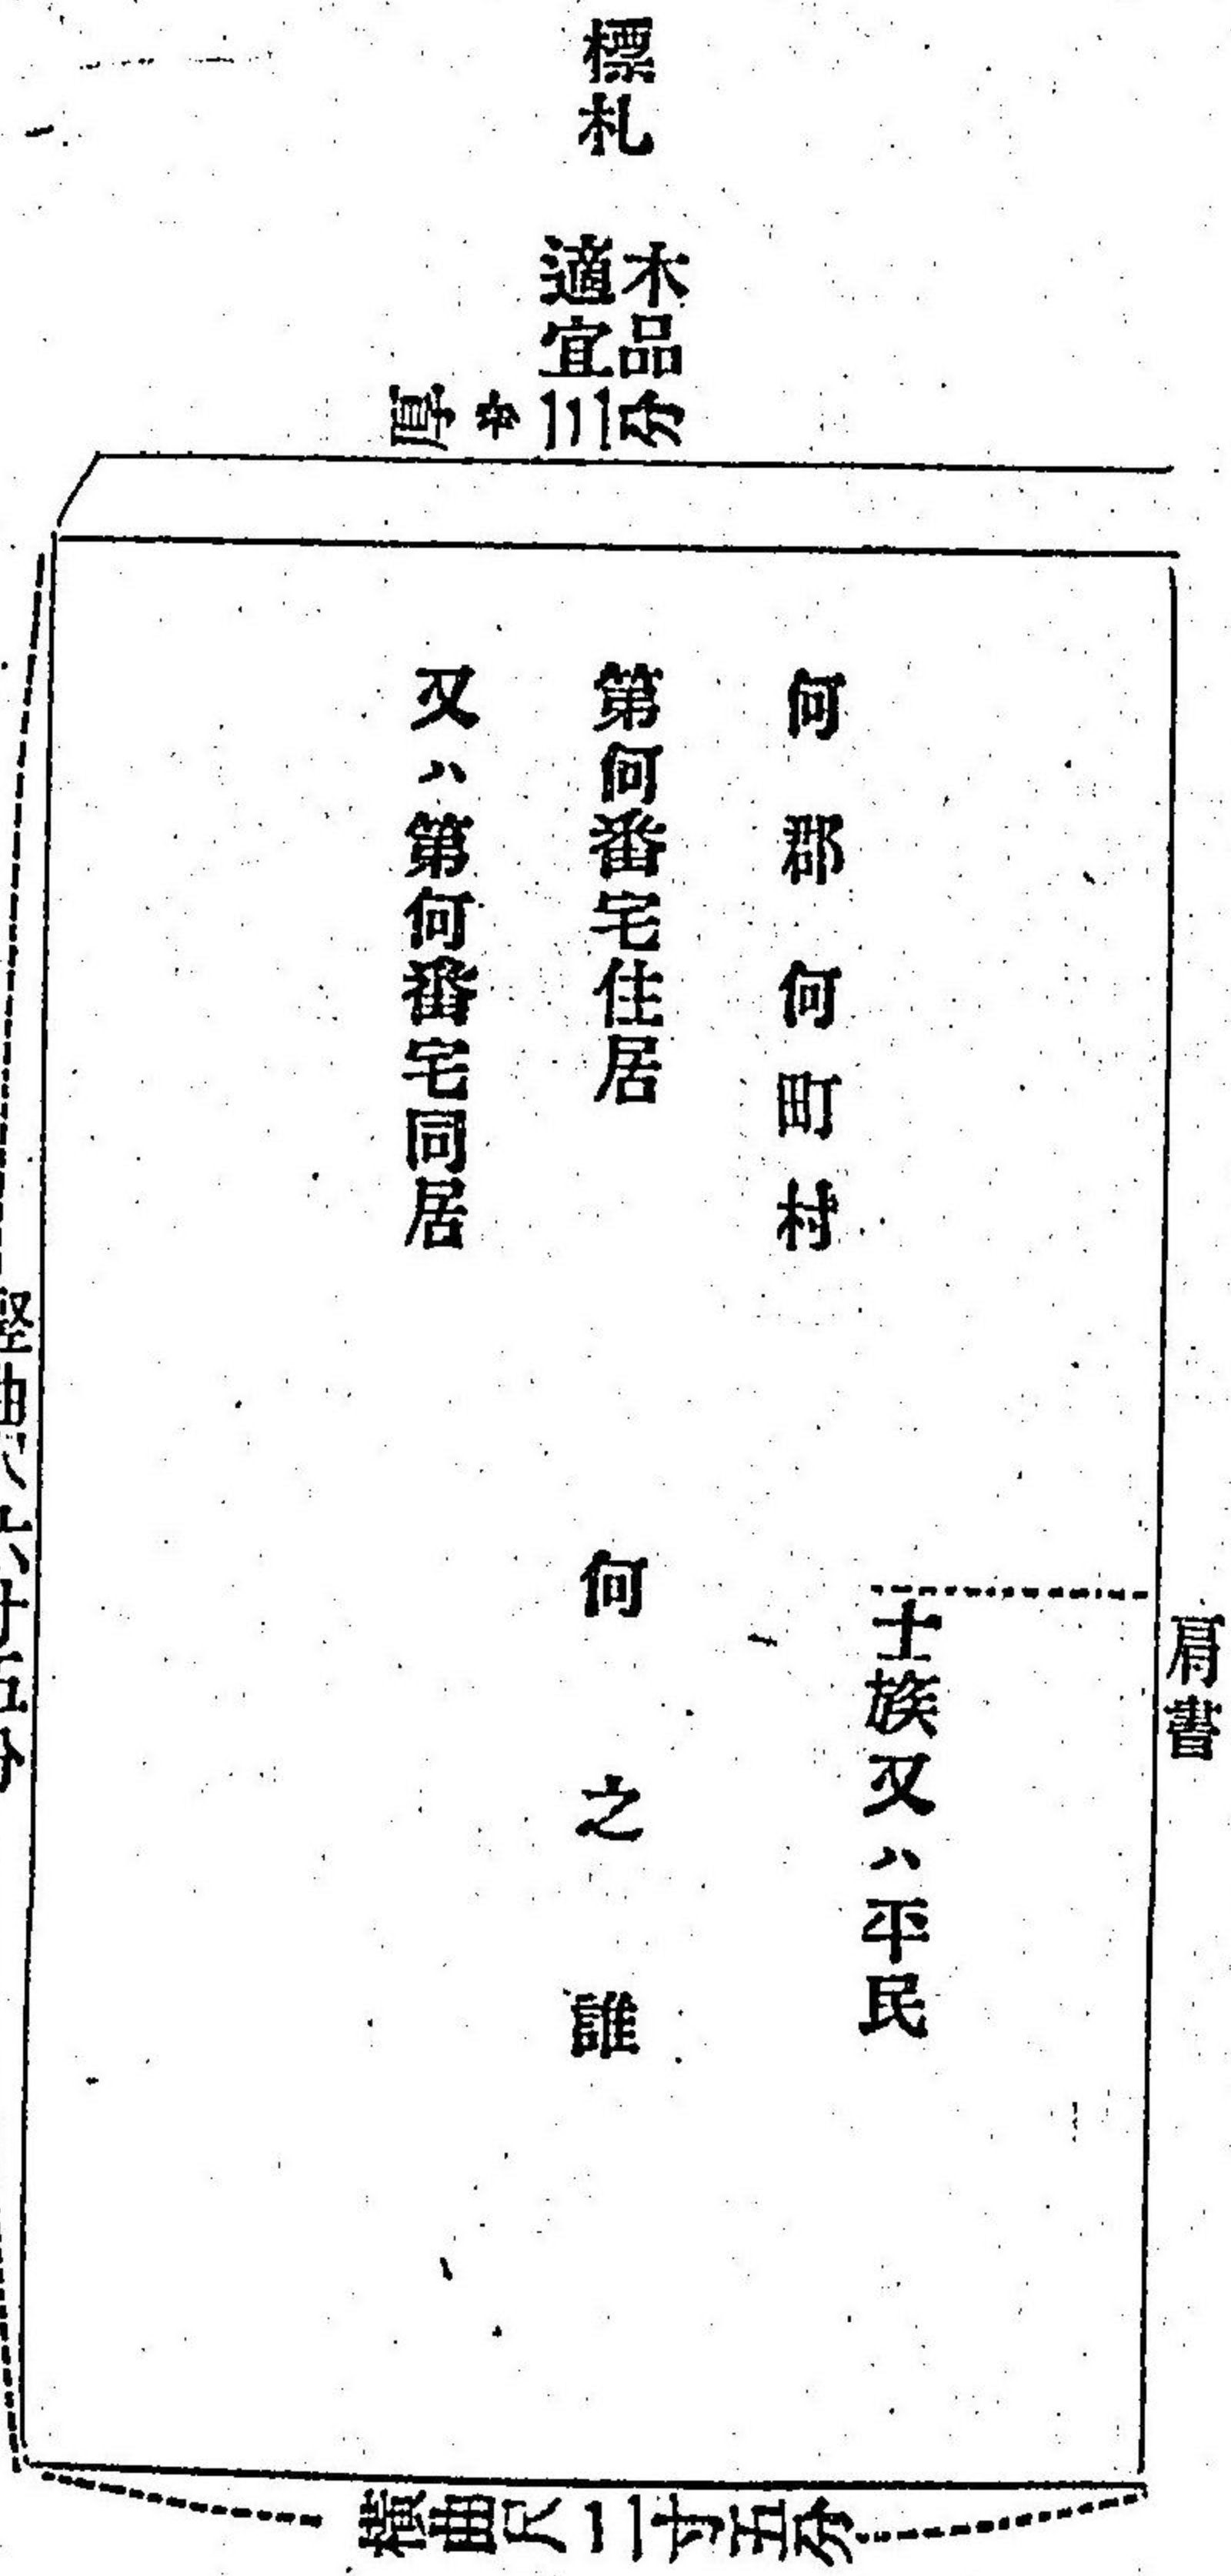 標札
木品
適宜
厚サ三分
肩書
士族又ハ平民
何郡何町村
第何番宅住居
何之誰
又ハ第何番宅同居
竪曲尺六寸五分
横曲尺二寸五分